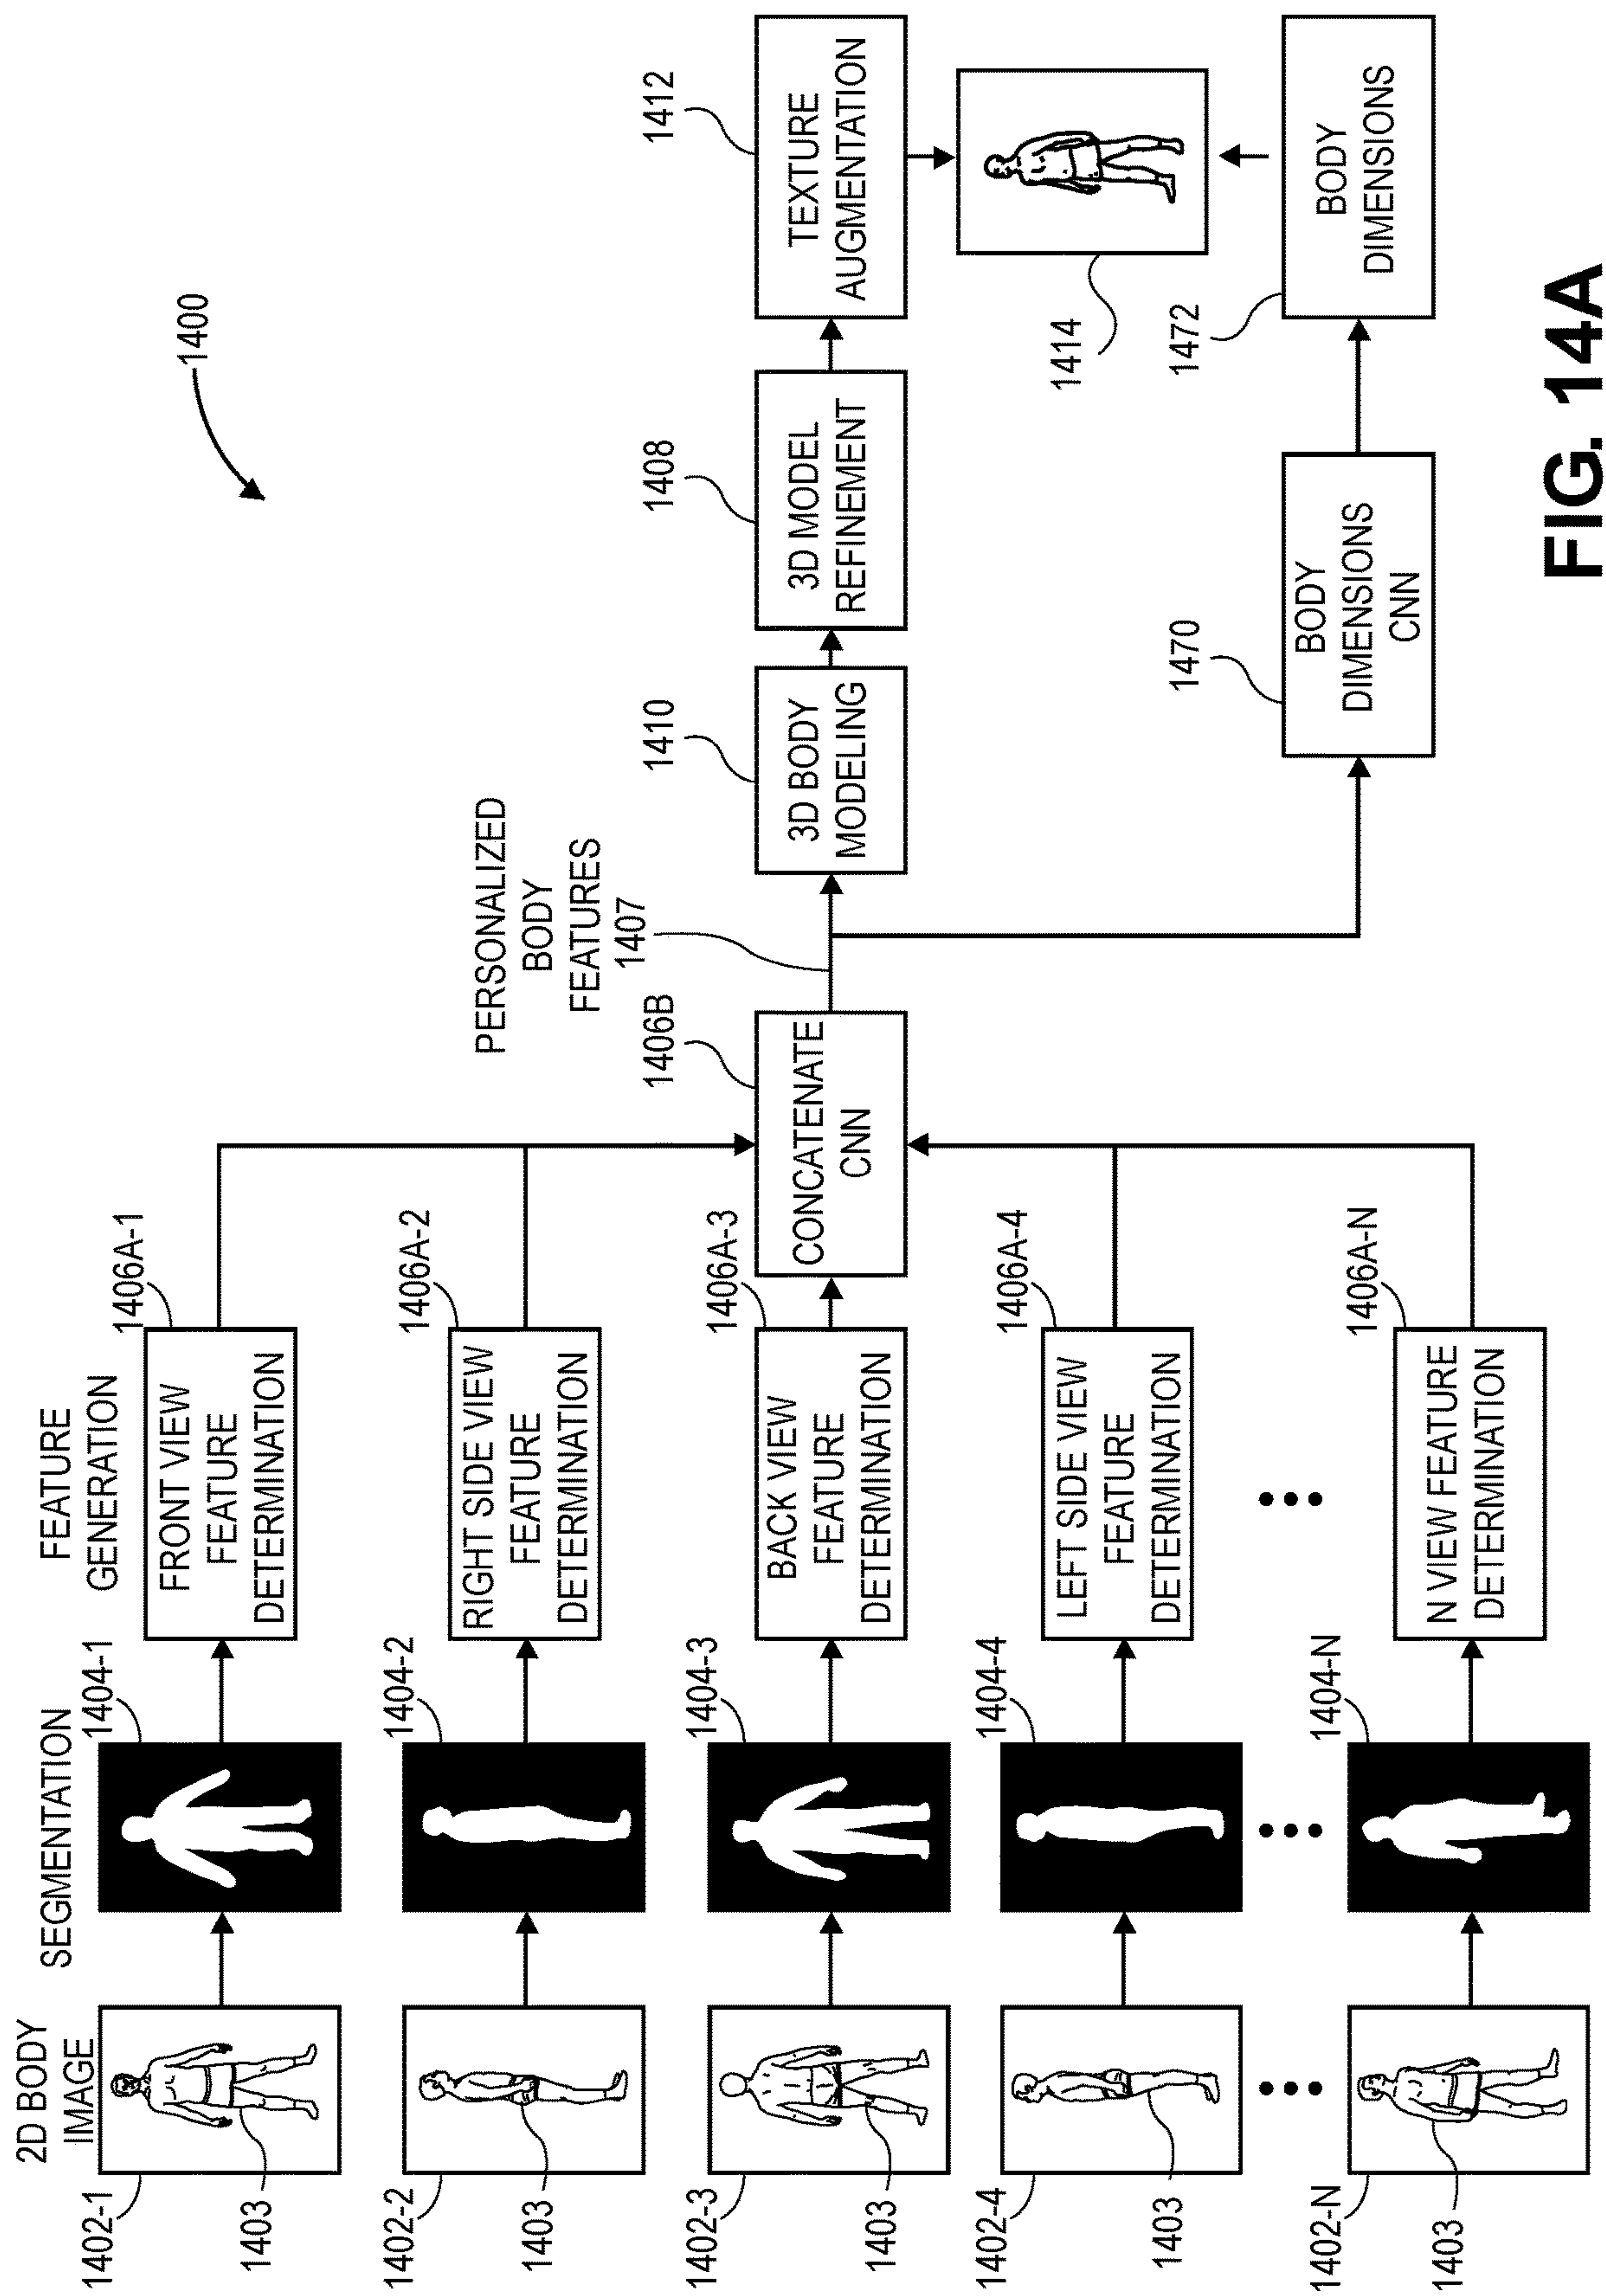 1400
2D BODY
IMAGE
SEGMENTATION
FEATURE
GENERATION
1402-1
1403
1404-1
1406A-1
FRONT VIEW
FEATURE
DETERMINATION
1402-2
1403
1404-2
1406A-2
RIGHT SIDE VIEW
FEATURE
DETERMINATION
PERSONALIZED
BODY
FEATURES
1407
1402-3
1403
1404-3
1406A-3
BACK VIEW
FEATURE
DETERMINATION
1406B
CONCATENATE
CNN
1410
3D BODY
MODELING
1408
3D MODEL
REFINEMENT
1412
TEXTURE
AUGMENTATION
1402-4
1403
1404-4
1406A-4
LEFT SIDE VIEW
FEATURE
DETERMINATION
1414
1402-N
1403
1404-N
1406A-N
N VIEW FEATURE
DETERMINATION
1470
BODY
DIMENSIONS
CNN
1472
BODY
DIMENSIONS
FIG. 14A